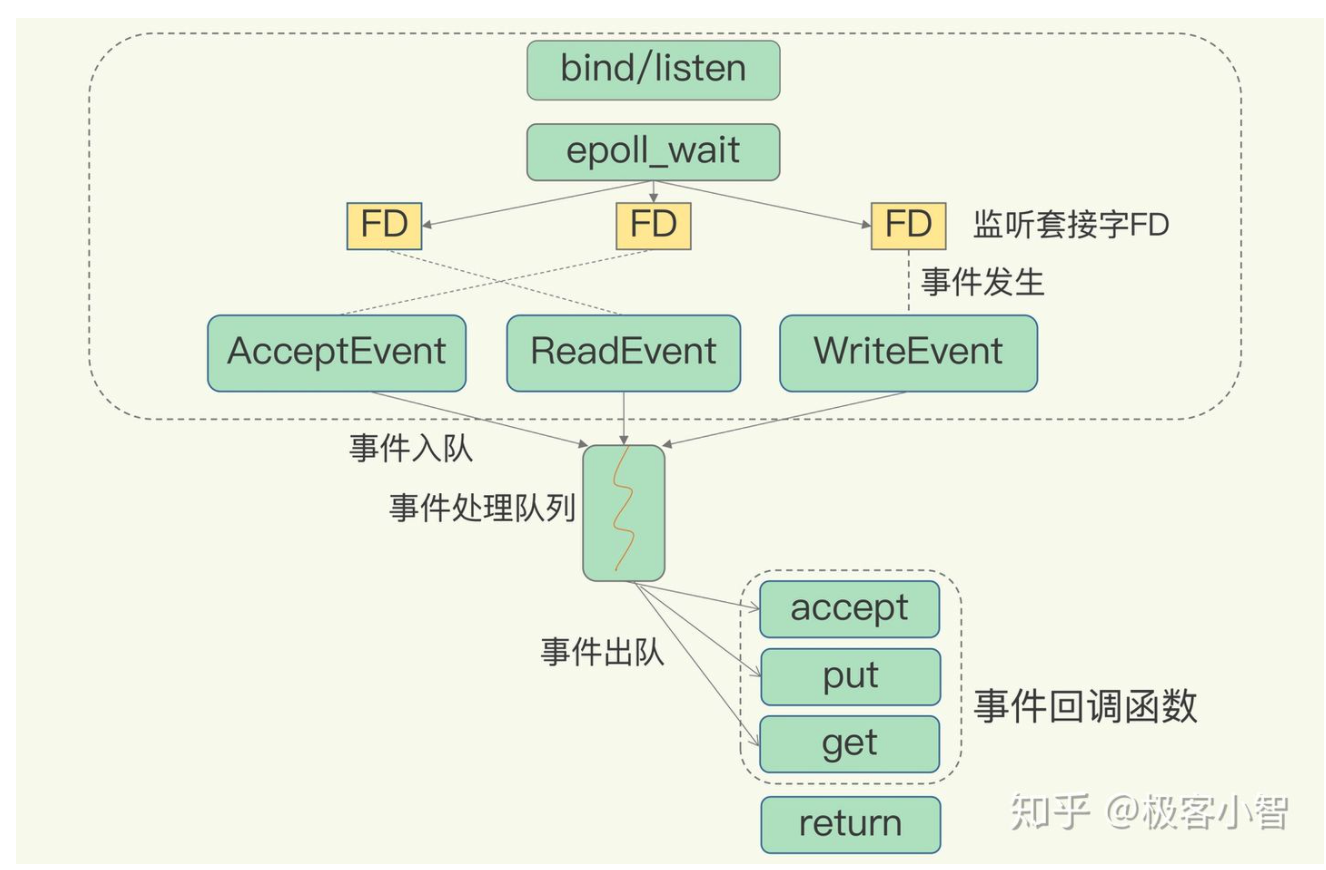 bind/listen
epoll_wait
FD
FD
FD
监听套接字FD
事件发生
AcceptEvent
ReadEvent
WriteEvent
事件入队
事件处理队列
事件出队
accept
put
get
事件回调函数
return
知乎 @极客小智